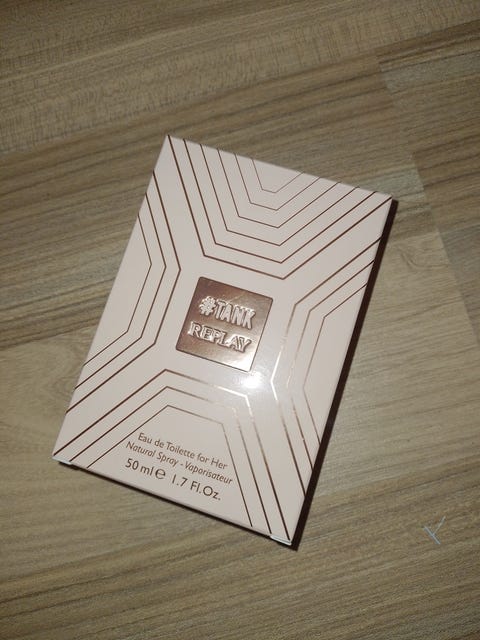 #TANK
REPLAY
Eau de Toilette for Her
Natural Spray - Vaporisateur
50 ml ℮ 1.7 Fl.Oz.